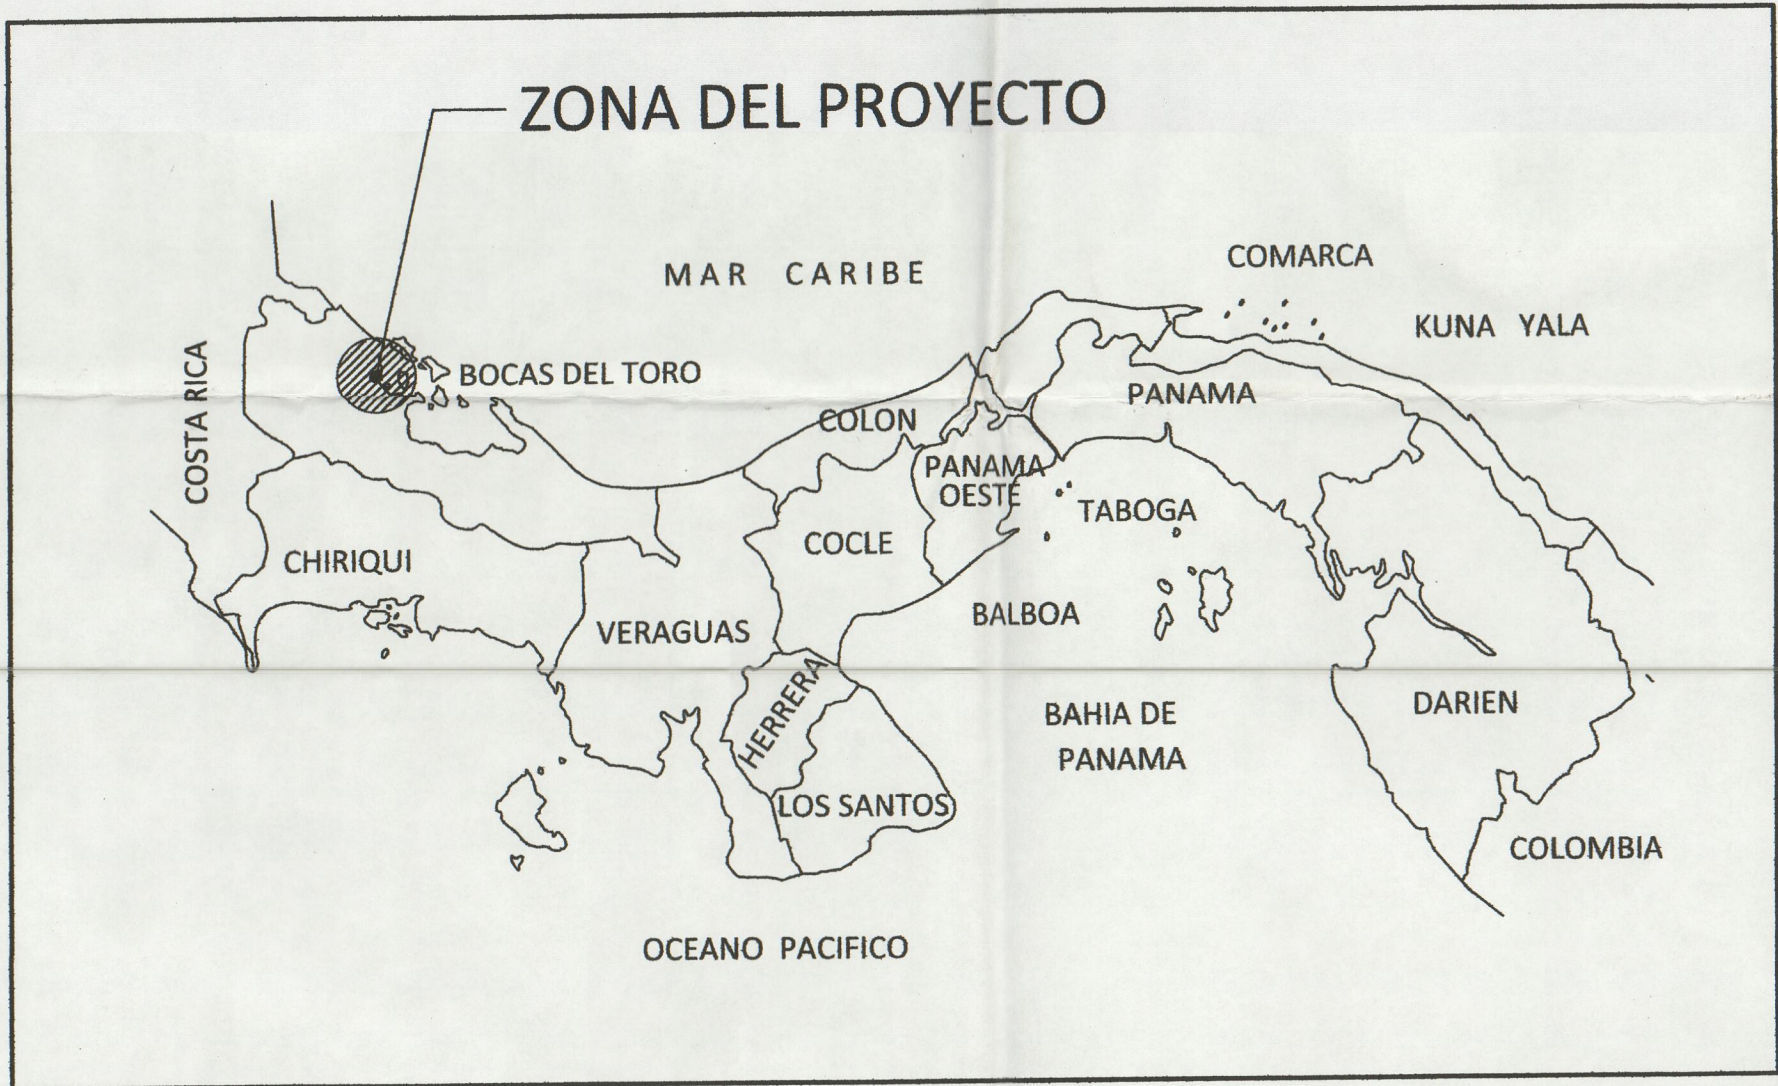 ZONA DEL PROYECTO
COMARCA
MAR CARIBE
KUNA YALA
COSTA RICA
BOCAS DEL TORO
PANAMA
COLON
PANAMA
OESTE
TABOGA
COCLE
CHIRIQUI
BALBOA
VERAGUAS
HERRERA
DARIEN
BAHIA DE
PANAMA
LOS SANTOS
COLOMBIA
OCEANO PACIFICO